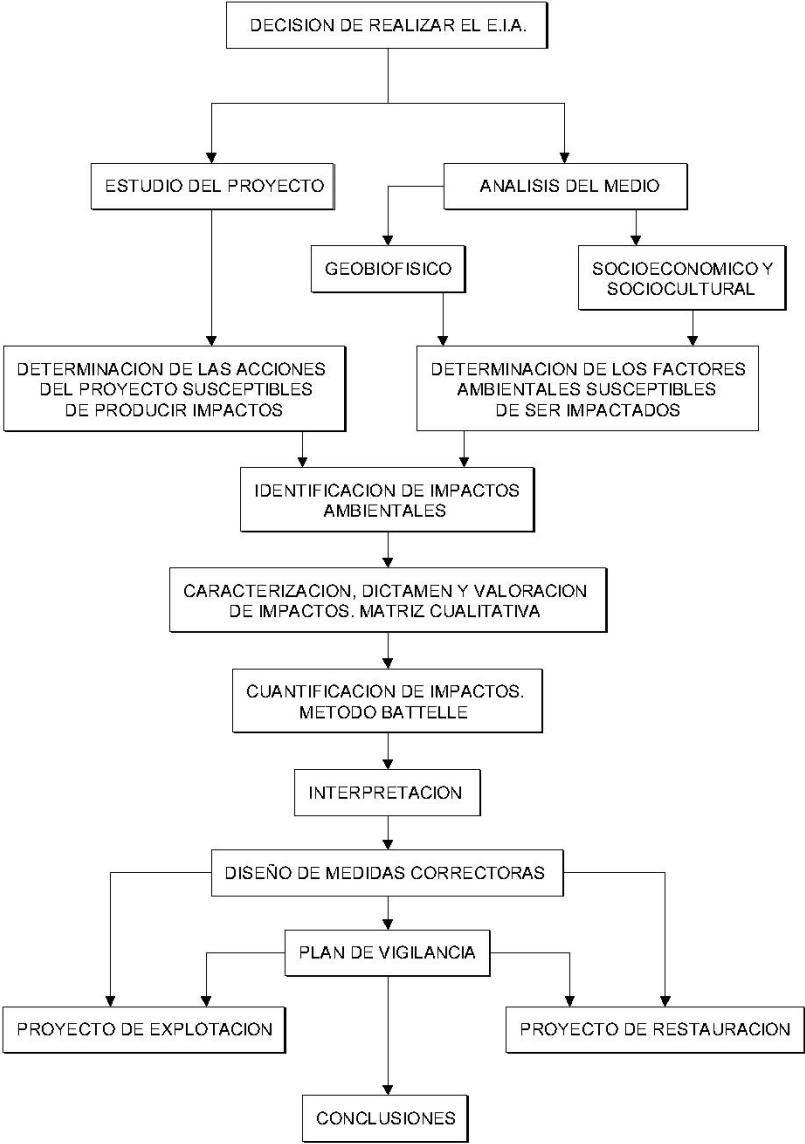 DECISION DE REALIZAR EL E.I.A.
ESTUDIO DEL PROYECTO
ANALISIS DEL MEDIO
GEOBIOFISICO
SOCIOECONOMICO Y
SOCIOCULTURAL
DETERMINACION DE LAS ACCIONES
DEL PROYECTO SUSCEPTIBLES
DE PRODUCIR IMPACTOS
DETERMINACION DE LOS FACTORES
AMBIENTALES SUSCEPTIBLES
DE SER IMPACTADOS
IDENTIFICACION DE IMPACTOS
AMBIENTALES
CARACTERIZACION, DICTAMEN Y VALORACION
DE IMPACTOS. MATRIZ CUALITATIVA
CUANTIFICACION DE IMPACTOS.
METODO BATTELLE
INTERPRETACION
DISEÑO DE MEDIDAS CORRECTORAS
PLAN DE VIGILANCIA
PROYECTO DE EXPLOTACION
PROYECTO DE RESTAURACION
CONCLUSIONES